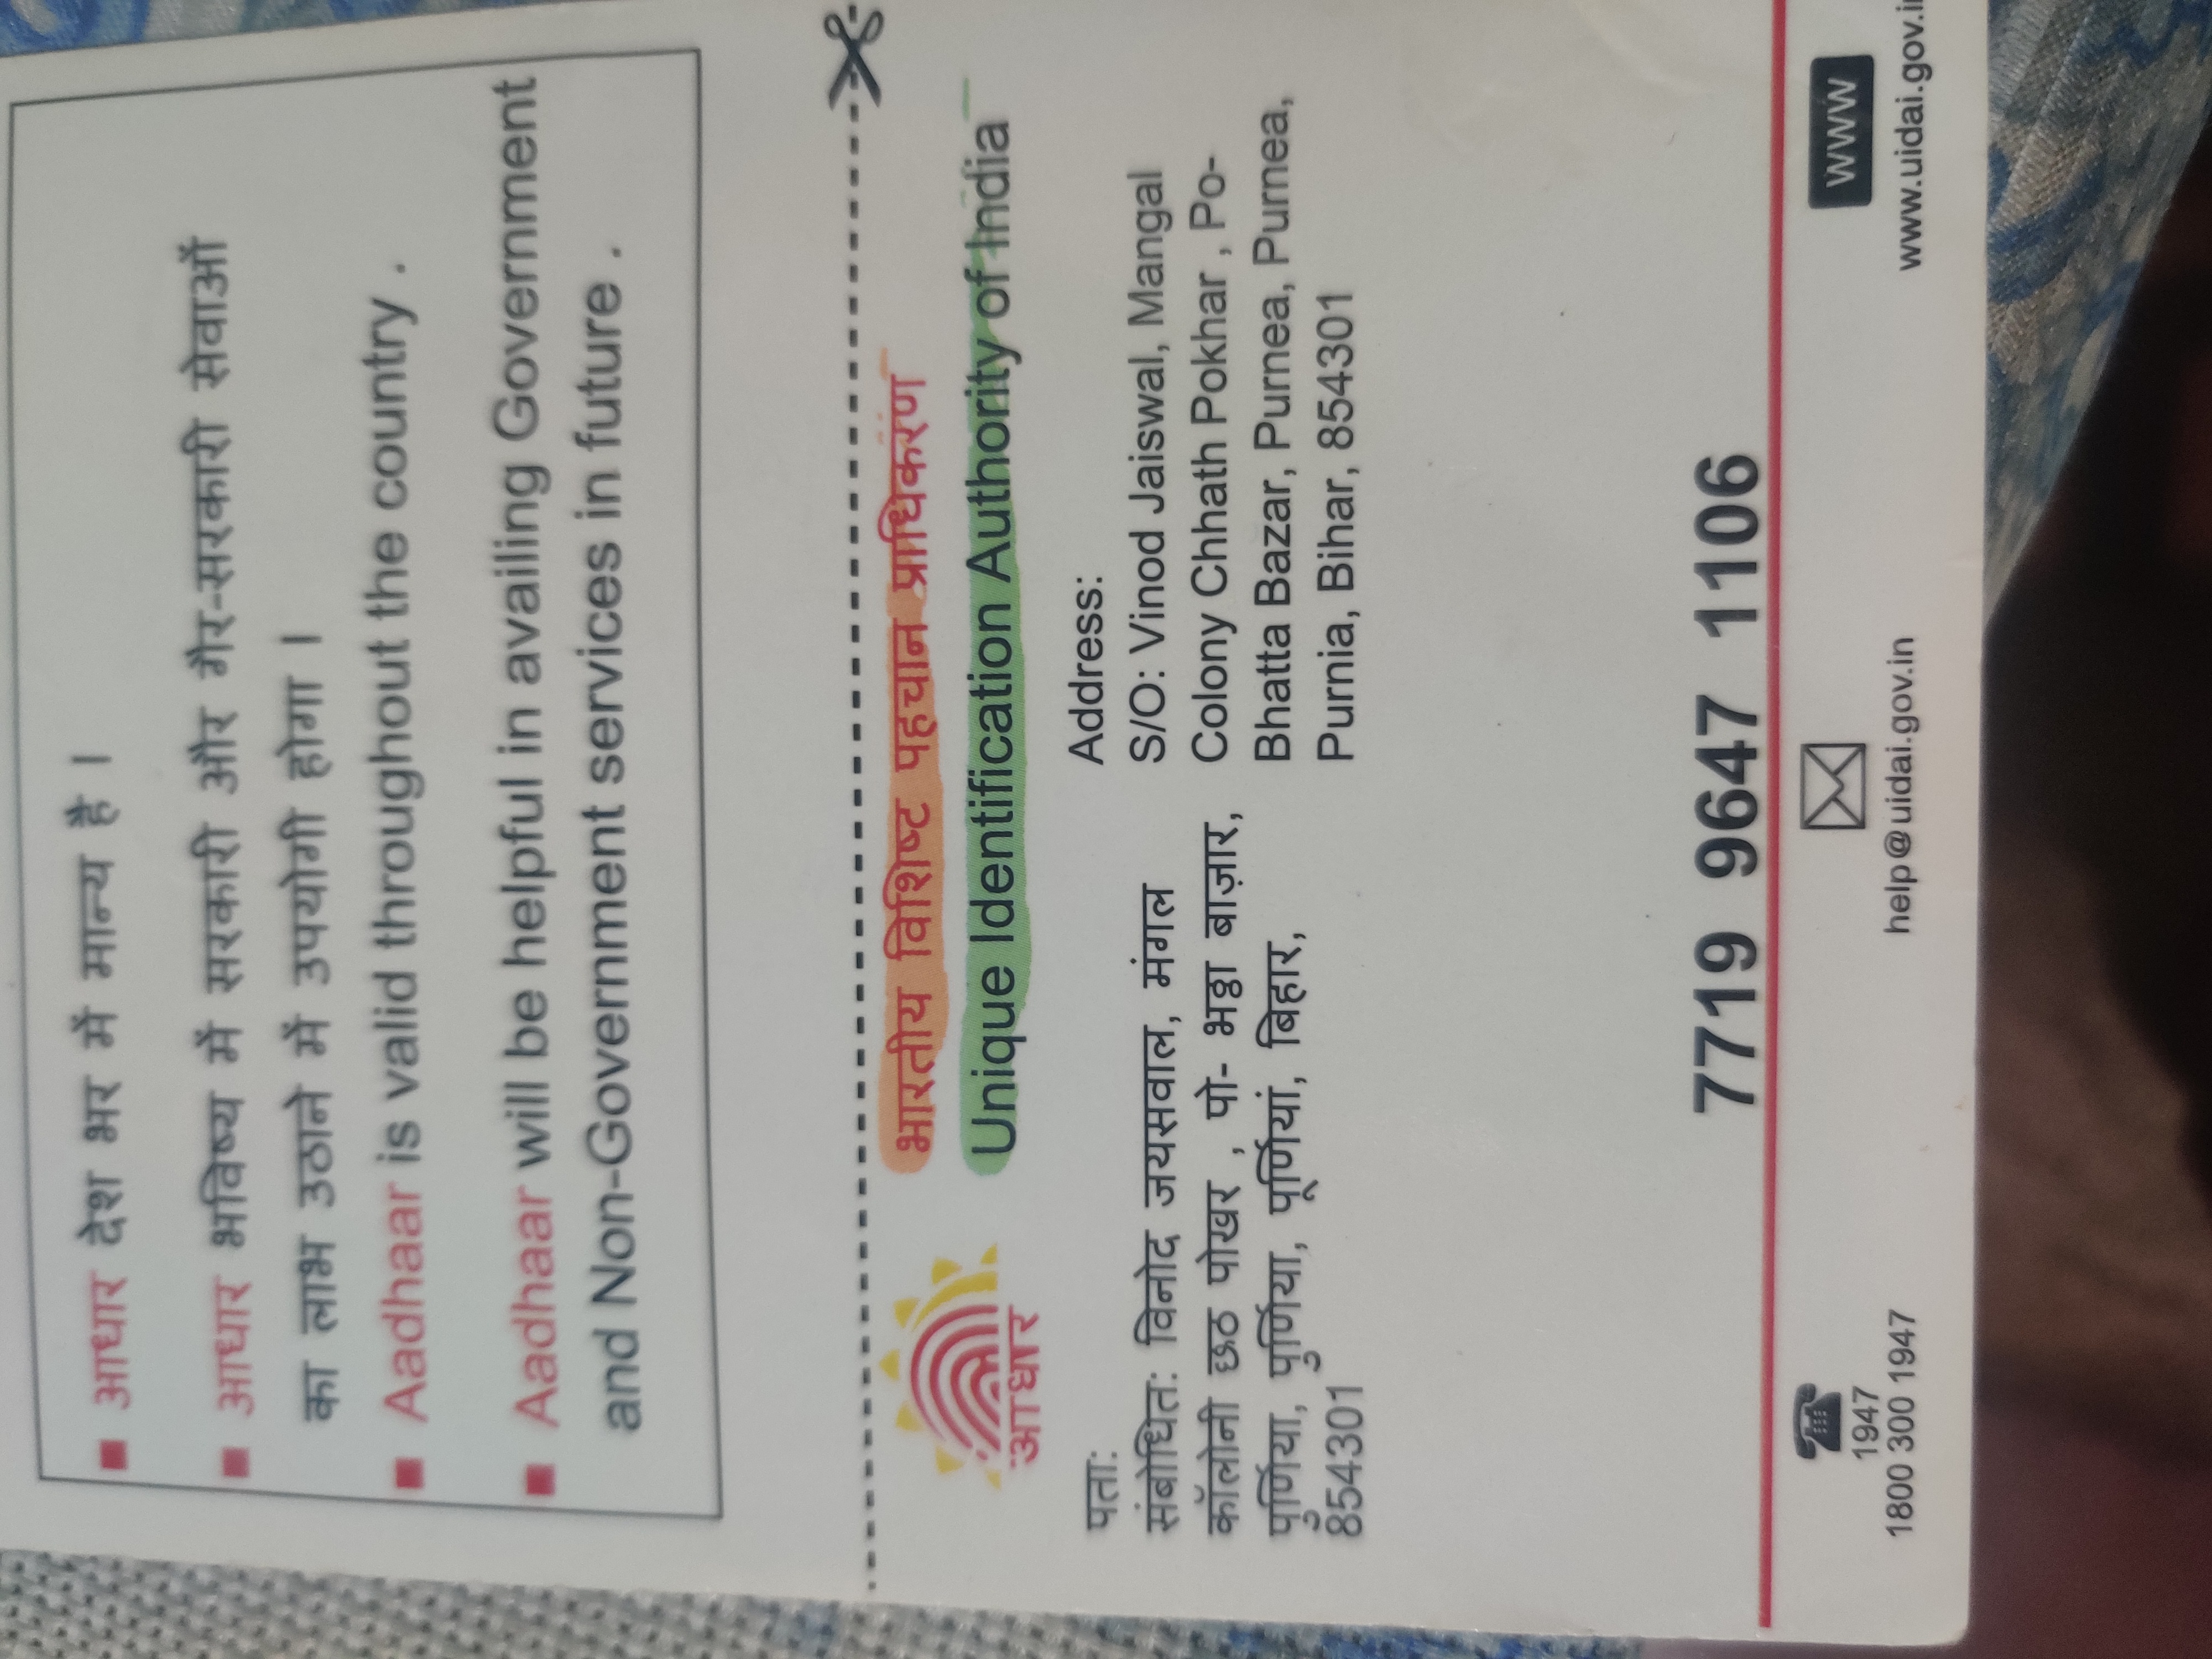 आधार देश भर में मान्य है ।
आधार भविष्य में सरकारी और गैर-सरकारी सेवाओं
का लाभ उठाने में उपयोगी होगा ।
Aadhaar is valid throughout the country .
Aadhaar will be helpful in availing Government
and Non-Government services in future .
आधार
भारतीय विशिष्ट पहचान प्राधिकरण
Unique Identification Authority of India
पता:
संबोधित: विनोद जयसवाल, मंगल
कॉलोनी छठ पोखर , पो- भठ्ठा बाज़ार,
पुर्णिया, पुर्णिया, पूर्णियां, बिहार,
854301
Address:
S/O: Vinod Jaiswal, Mangal
Colony Chhath Pokhar , Po-
Bhatta Bazar, Purnea, Purnea,
Purnia, Bihar, 854301
7719 9647 1106
1947
1800 300 1947
help@uidai.gov.in
WWW
www.uidai.gov.in